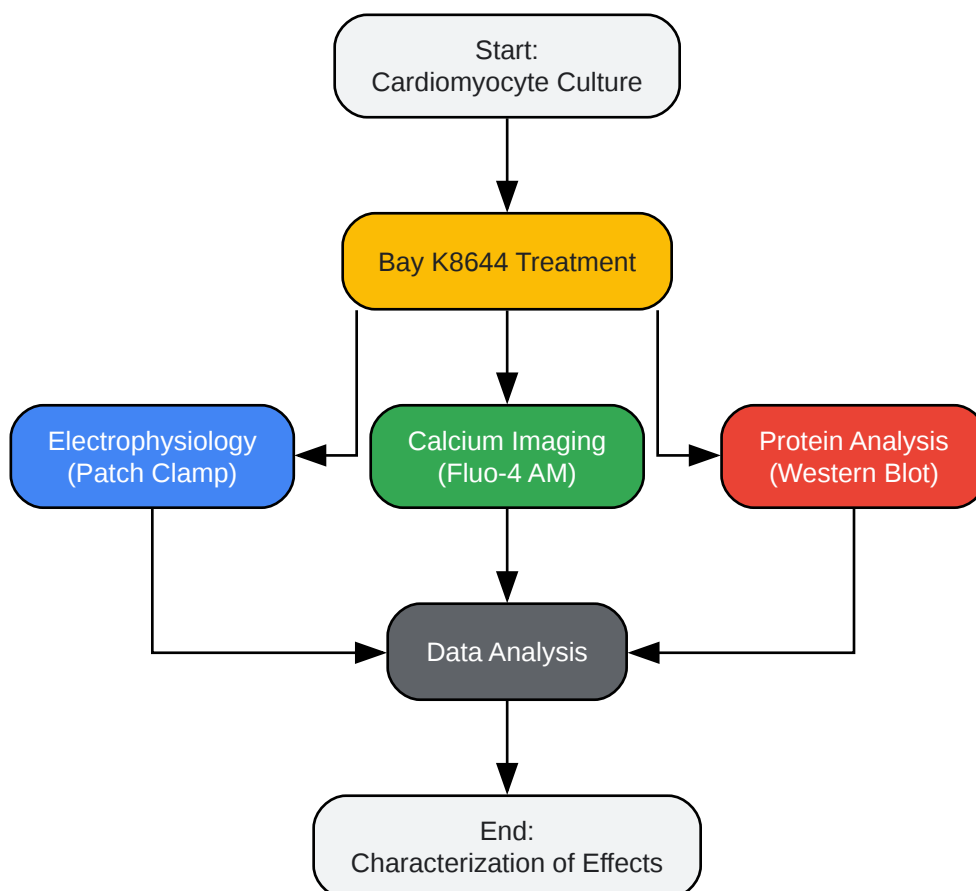 Start:
Cardiomyocyte Culture
Bay K8644 Treatment
Electrophysiology
(Patch Clamp)
Calcium Imaging
(Fluo-4 AM)
Protein Analysis
(Western Blot)
Data Analysis
End:
Characterization of Effects